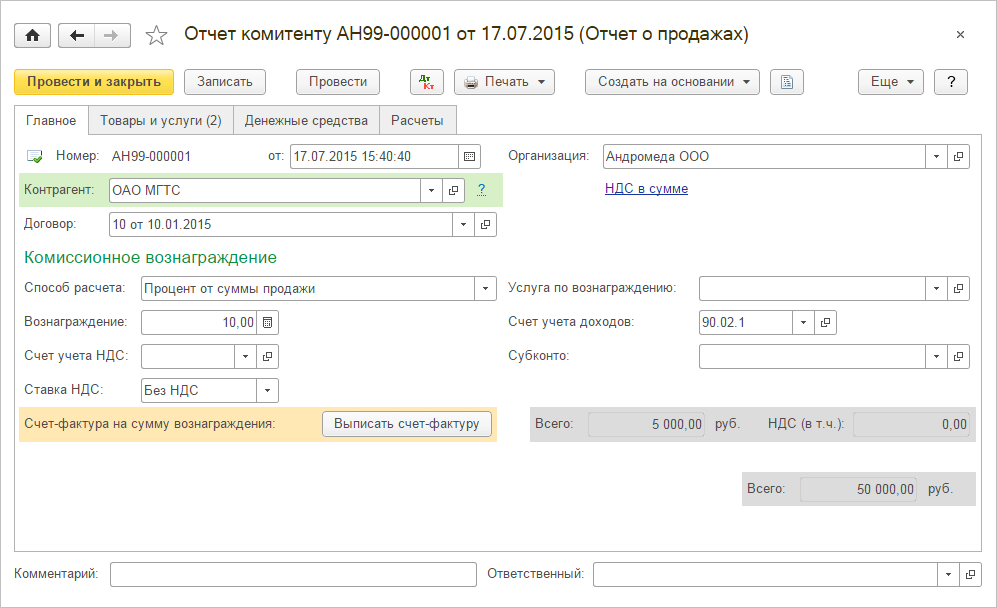 Отчет комитенту АН99-000001 от 17.07.2015 (Отчет о продажах)
Провести и закрыть Записать Провести Дт Кт Печать Создать на основании Еще ?
Главное Товары и услуги (2) Денежные средства Расчеты
Номер: АН99-000001 от: 17.07.2015 15:40:40 Организация: Андромеда ООО
Контрагент: ОАО МГТС ? НДС в сумме
Договор: 10 от 10.01.2015
Комиссионное вознаграждение
Способ расчета: Процент от суммы продажи Услуга по вознаграждению:
Вознаграждение: 10,00 Счет учета доходов: 90.02.1
Счет учета НДС: Субконто:
Ставка НДС: Без НДС
Счет-фактура на сумму вознаграждения: Выписать счет-фактуру Всего: 5 000,00 руб. НДС (в т.ч.): 0,00
Всего: 50 000,00 руб.
Комментарий: Ответственный: